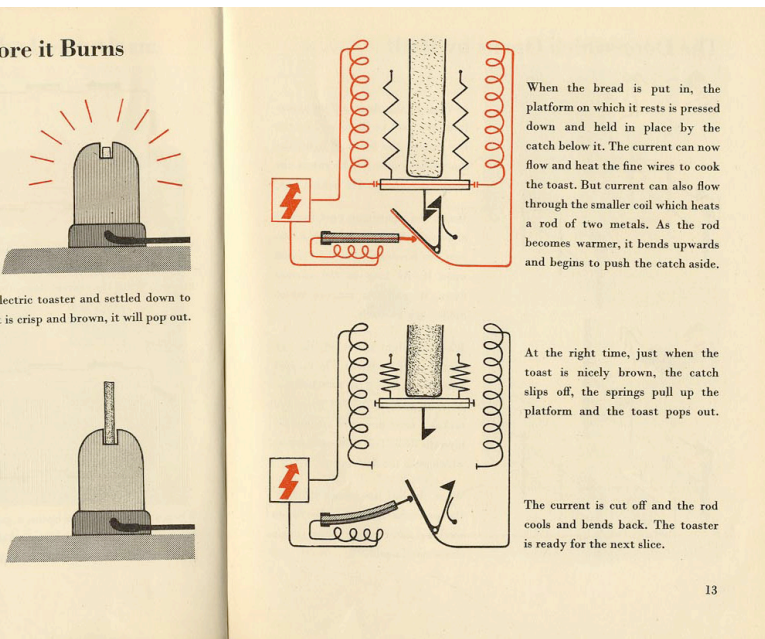 ore it Burns
lectric toaster and settled down to
is crisp and brown, it will pop out.
When the bread is put in, the
platform on which it rests is pressed
down and held in place by the
catch below it. The current can now
flow and heat the fine wires to cook
the toast. But current can also flow
through the smaller coil which heats
a rod of two metals. As the rod
becomes warmer, it bends upwards
and begins to push the catch aside.
At the right time, just when the
toast is nicely brown, the catch
slips off, the springs pull up the
platform and the toast pops out.
The current is cut off and the rod
cools and bends back. The toaster
is ready for the next slice.
13